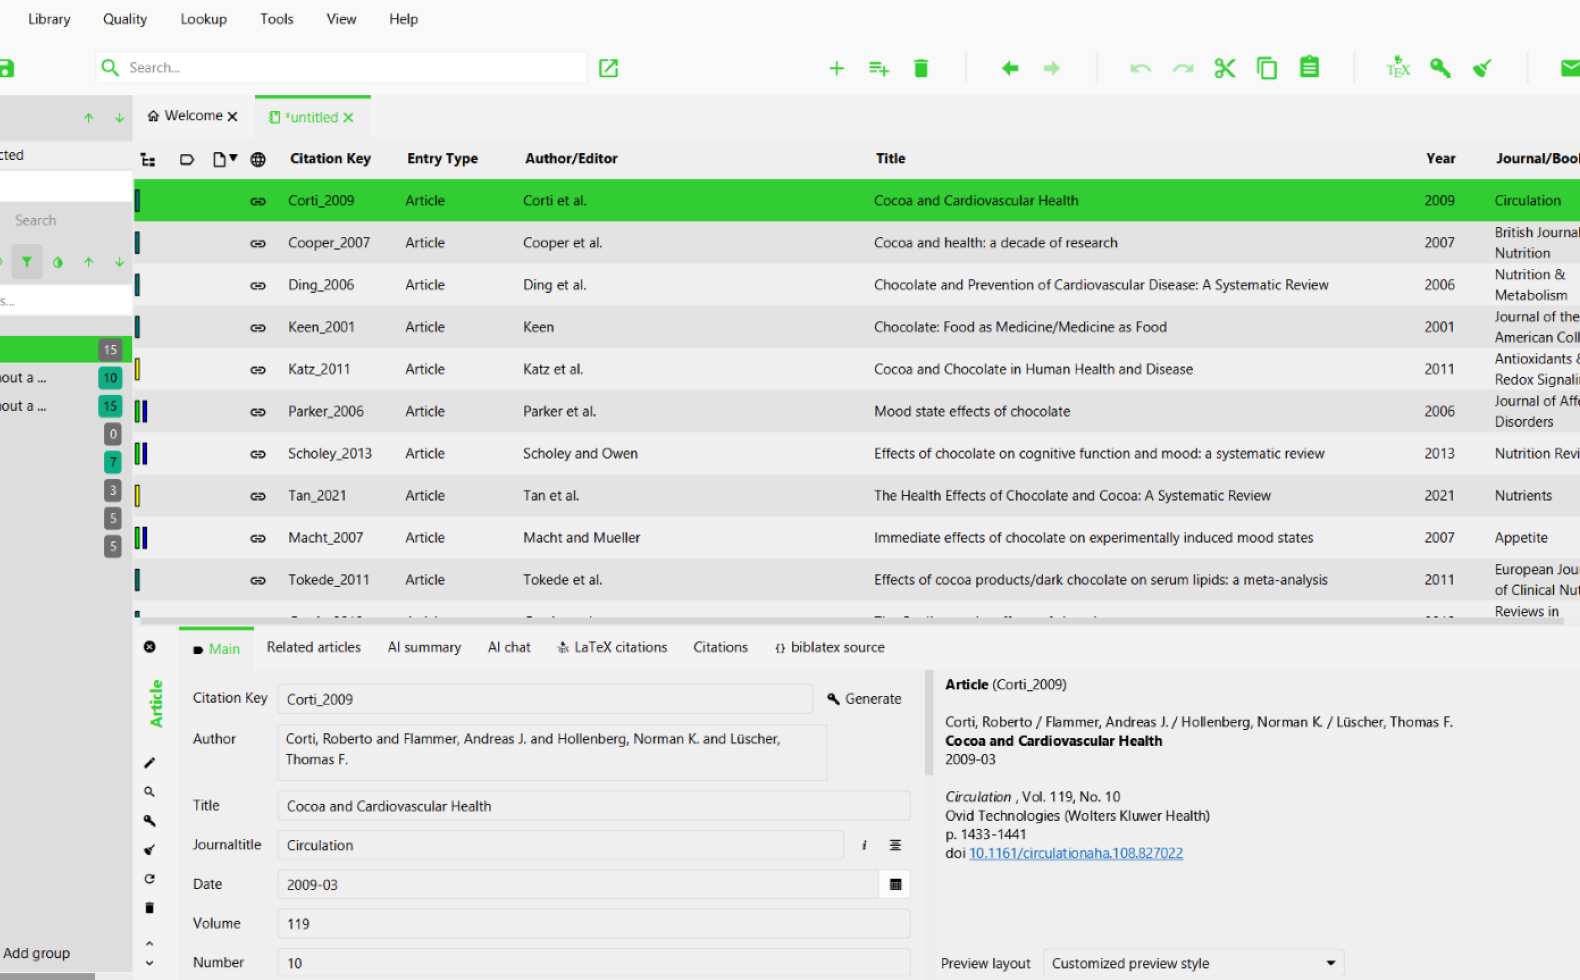 Library Quality Lookup Tools View Help
Search...
Welcome
*untitled
Citation Key Entry Type Author/Editor Title Year Journal/Bool
cted
Search
s...
15
out a ... 10
out a ... 15
0
7
3
5
5
Add group
Corti_2009 Article Corti et al. Cocoa and Cardiovascular Health 2009 Circulation
Cooper_2007 Article Cooper et al. Cocoa and health: a decade of research 2007 British Journal
Nutrition
Ding_2006 Article Ding et al. Chocolate and Prevention of Cardiovascular Disease: A Systematic Review 2006 Nutrition &
Metabolism
Keen_2001 Article Keen Chocolate: Food as Medicine/Medicine as Food 2001 Journal of the
American Coll
Katz_2011 Article Katz et al. Cocoa and Chocolate in Human Health and Disease 2011 Antioxidants &
Redox Signalin
Parker_2006 Article Parker et al. Mood state effects of chocolate 2006 Journal of Affe
Disorders
Scholey_2013 Article Scholey and Owen Effects of chocolate on cognitive function and mood: a systematic review 2013 Nutrition Revi
Tan_2021 Article Tan et al. The Health Effects of Chocolate and Cocoa: A Systematic Review 2021 Nutrients
Macht_2007 Article Macht and Mueller Immediate effects of chocolate on experimentally induced mood states 2007 Appetite
Tokede_2011 Article Tokede et al. Effects of cocoa products/dark chocolate on serum lipids: a meta-analysis 2011 European Jou
of Clinical Nut
Reviews in
Main Related articles AI summary AI chat LaTeX citations Citations {} biblatex source
Article
Citation Key Corti_2009 Generate
Author Corti, Roberto and Flammer, Andreas J. and Hollenberg, Norman K. and Lüscher,
Thomas F.
Title Cocoa and Cardiovascular Health
Journaltitle Circulation
Date 2009-03
Volume 119
Number 10
Article (Corti_2009)
Corti, Roberto / Flammer, Andreas J. / Hollenberg, Norman K. / Lüscher, Thomas F.
Cocoa and Cardiovascular Health
2009-03
Circulation , Vol. 119, No. 10
Ovid Technologies (Wolters Kluwer Health)
p. 1433-1441
doi 10.1161/circulationaha.108.827022
Preview layout Customized preview style